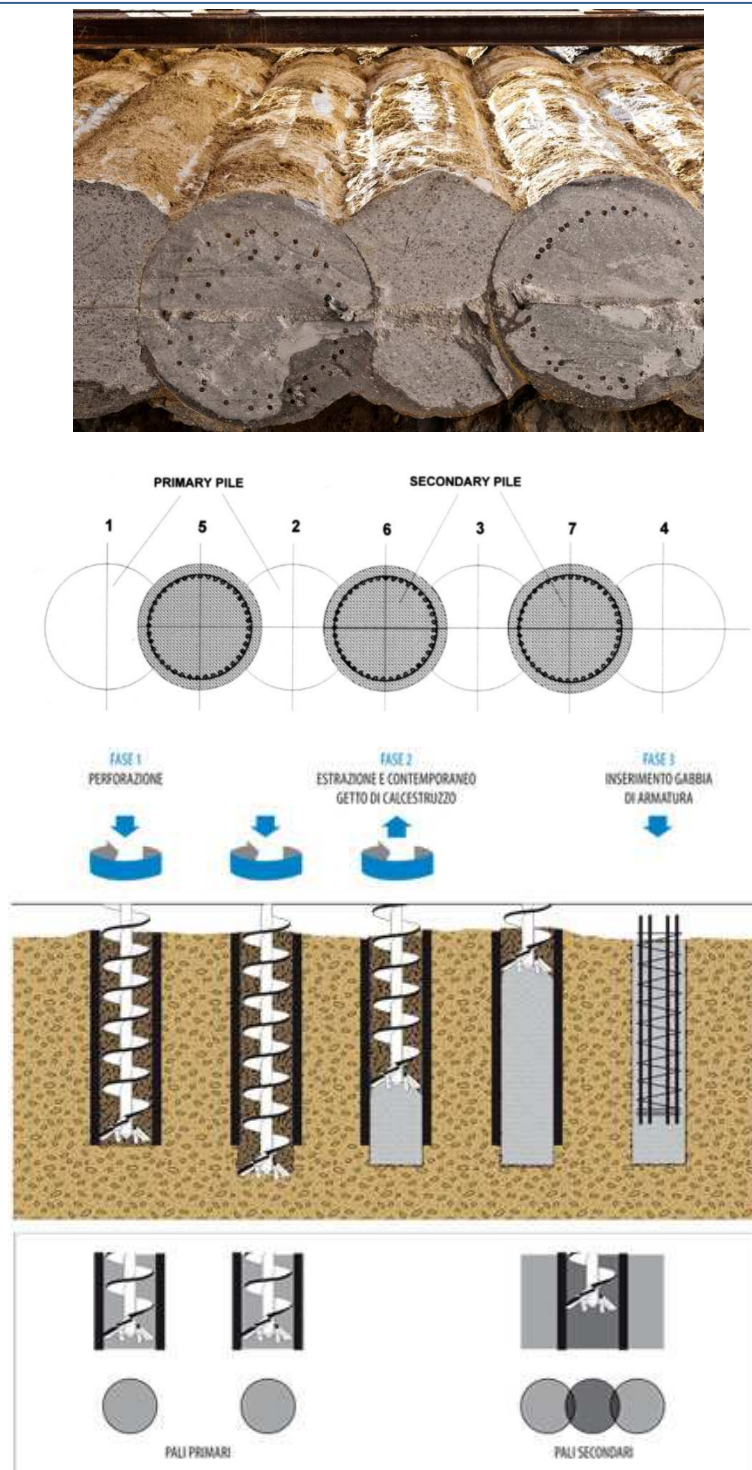 PRIMARY PILE
SECONDARY PILE
1
5
2
6
3
7
4
FASE 1
PERFORAZIONE
FASE 2
ESTRAZIONE E CONTEMPORANEO
GETTO DI CALCESTRUZZO
FASE 3
INSERIMENTO GABBIA
DI ARMATURA
PALI PRIMARI
PALI SECONDARI